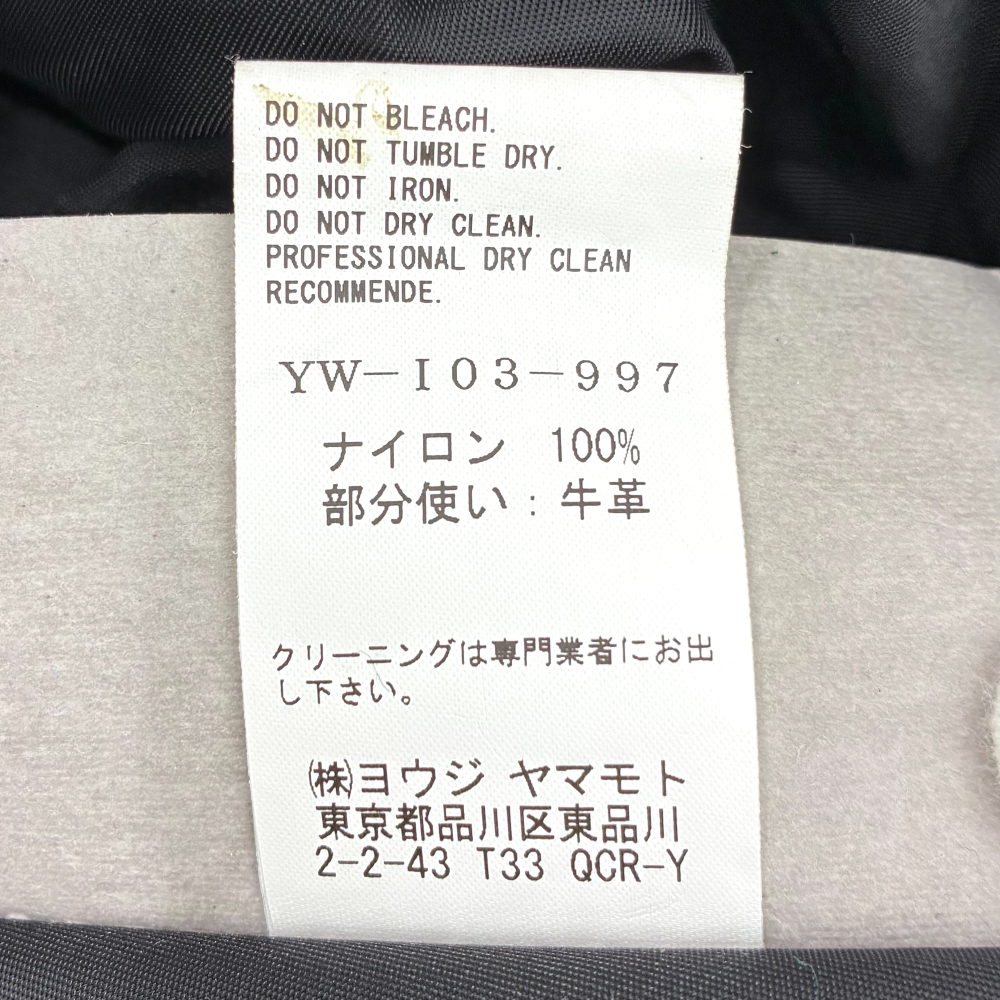 DO NOT BLEACH.
DO NOT TUMBLE DRY.
DO NOT IRON.
DO NOT DRY CLEAN.
PROFESSIONAL DRY CLEAN
RECOMMENDE.
YW-I03-997
ナイロン 100%
部分使い：牛革
クリーニングは専門業者にお出
し下さい。
㈱ヨウジ ヤマモト
東京都品川区東品川
2-2-43 T33 QCR-Y